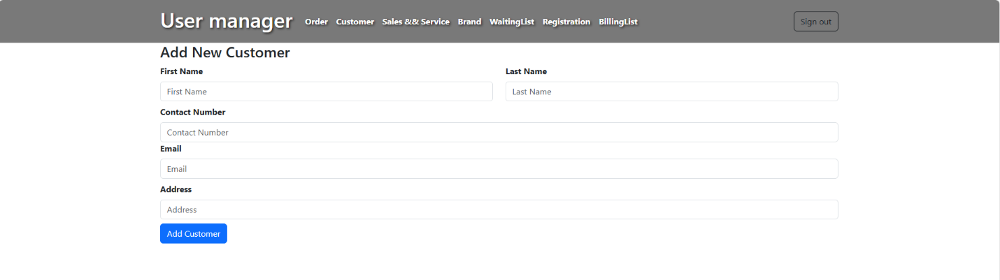 User manager Order Customer Sales && Service Brand WaitingList Registration BillingList Sign out
Add New Customer
First Name Last Name
First Name Last Name
Contact Number
Contact Number
Email
Email
Address
Address
Add Customer